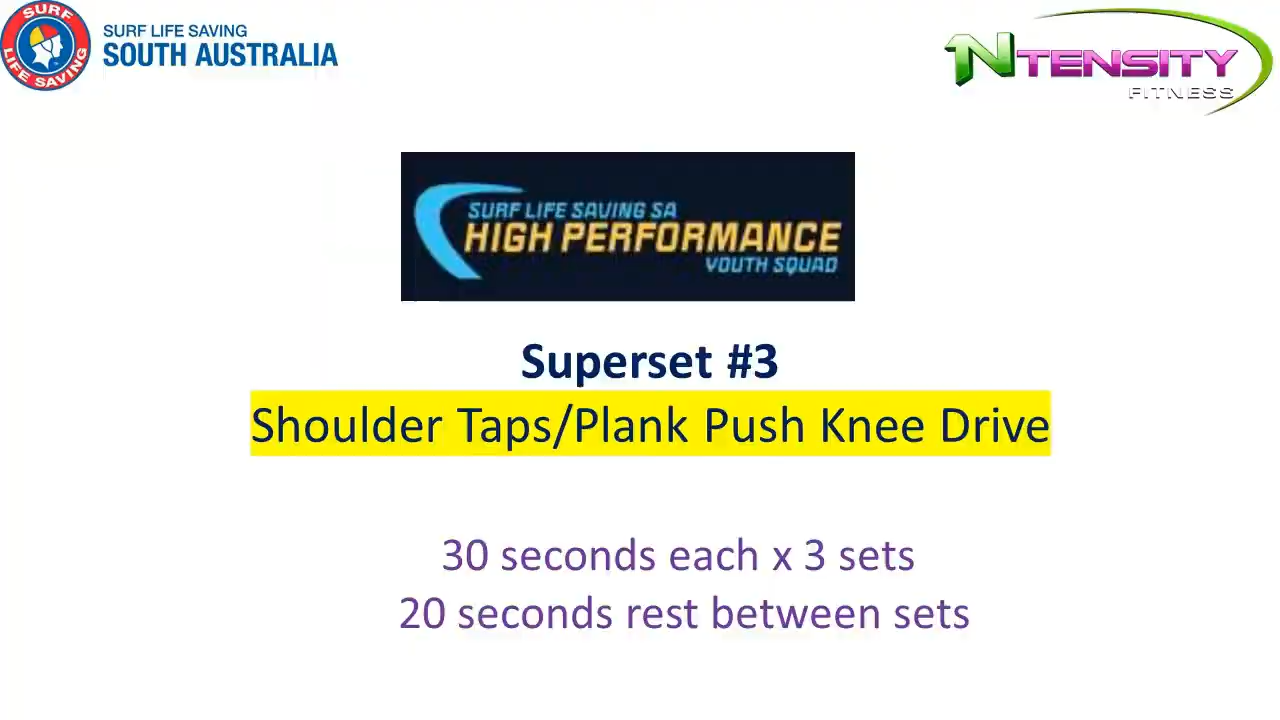 SURF
LIFE SAVING
SURF LIFE SAVING
SOUTH AUSTRALIA
NTENSITY
FITNESS
SURF LIFE SAVING SA
HIGH PERFORMANCE
YOUTH SQUAD
Superset #3
Shoulder Taps/Plank Push Knee Drive
30 seconds each x 3 sets
20 seconds rest between sets